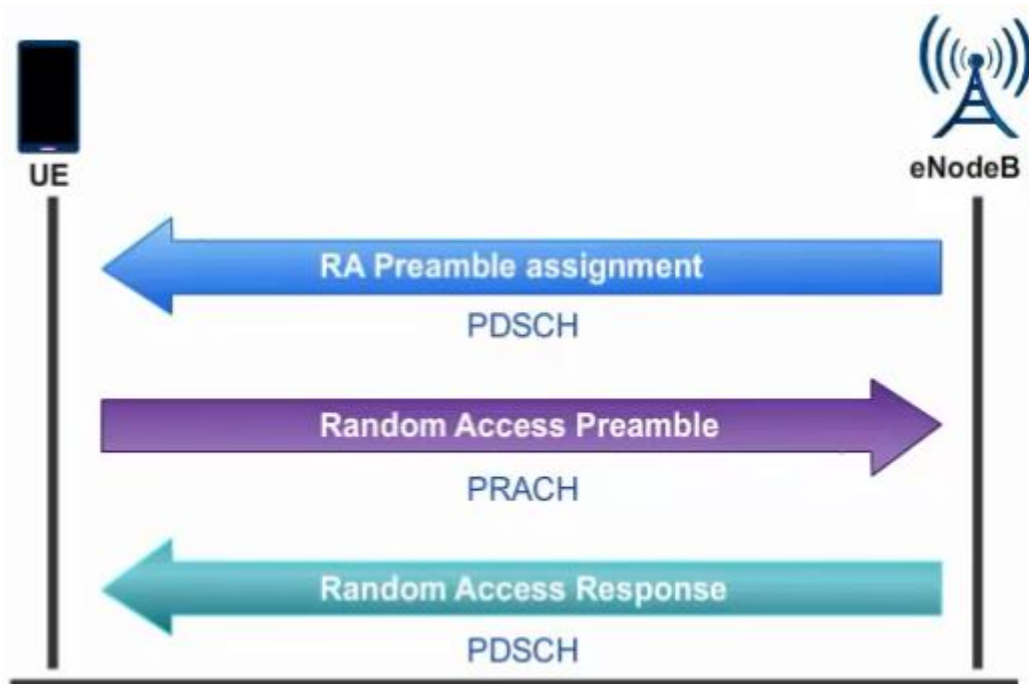 UE
eNodeB
RA Preamble assignment
PDSCH
Random Access Preamble
PRACH
Random Access Response
PDSCH